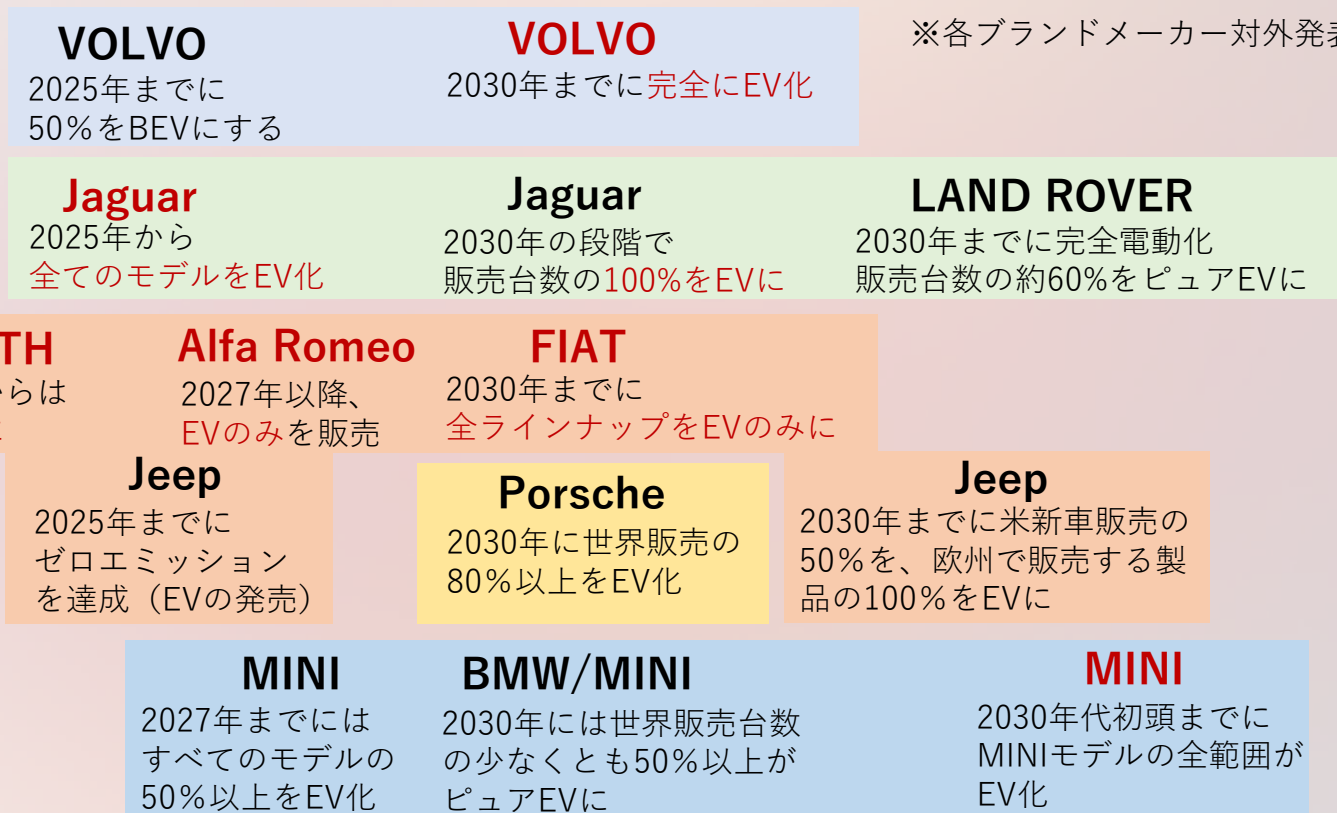 VOLVO
2025年までに
50%をBEVにする
VOLVO
2030年までに完全にEV化
※各ブランドメーカー対外発
Jaguar
2025年から
全てのモデルをEV化
Jaguar
2030年の段階で
販売台数の100%をEVに
LAND ROVER
2030年までに完全電動化
販売台数の約60%をピュアEVに
TH
らは
Alfa Romeo
2027年以降、
EVのみを販売
FIAT
2030年までに
全ラインナップをEVのみに
Jeep
2025年までに
ゼロエミッション
を達成（EVの発売）
Porsche
2030年に世界販売の
80%以上をEV化
Jeep
2030年までに米新車販売の
50%を、欧州で販売する製
品の100%をEVに
MINI
2027年までには
すべてのモデルの
50%以上をEV化
BMW/MINI
2030年には世界販売台数
の少なくとも50%以上が
ピュアEVに
MINI
2030年代初頭までに
MINIモデルの全範囲が
EV化